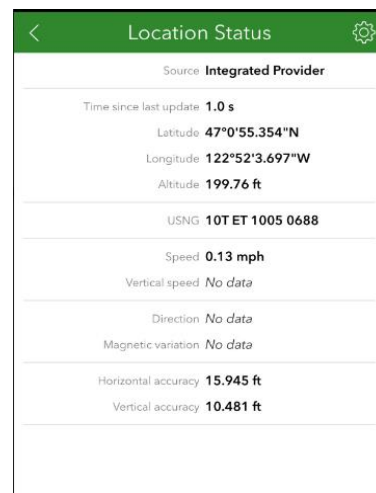 Location Status
Source Integrated Provider
Time since last update 1.0 s
Latitude 47°0'55.354"N
Longitude 122°52'3.697"W
Altitude 199.76 ft
USNG 10T ET 1005 0688
Speed 0.13 mph
Vertical speed No data
Direction No data
Magnetic variation No data
Horizontal accuracy 15.945 ft
Vertical accuracy 10.481 ft